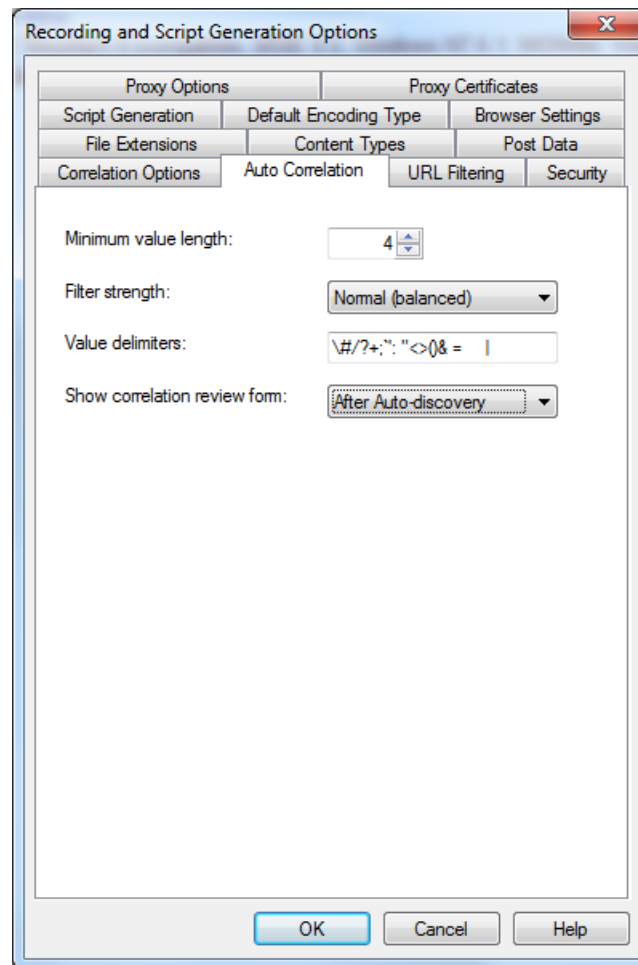 Recording and Script Generation Options
Proxy Options Proxy Certificates
Script Generation Default Encoding Type Browser Settings
File Extensions Content Types Post Data
Correlation Options Auto Correlation URL Filtering Security
Minimum value length: 4
Filter strength: Normal (balanced)
Value delimiters: \#/?+;`': "<>()& = |
Show correlation review form: After Auto-discovery
OK Cancel Help